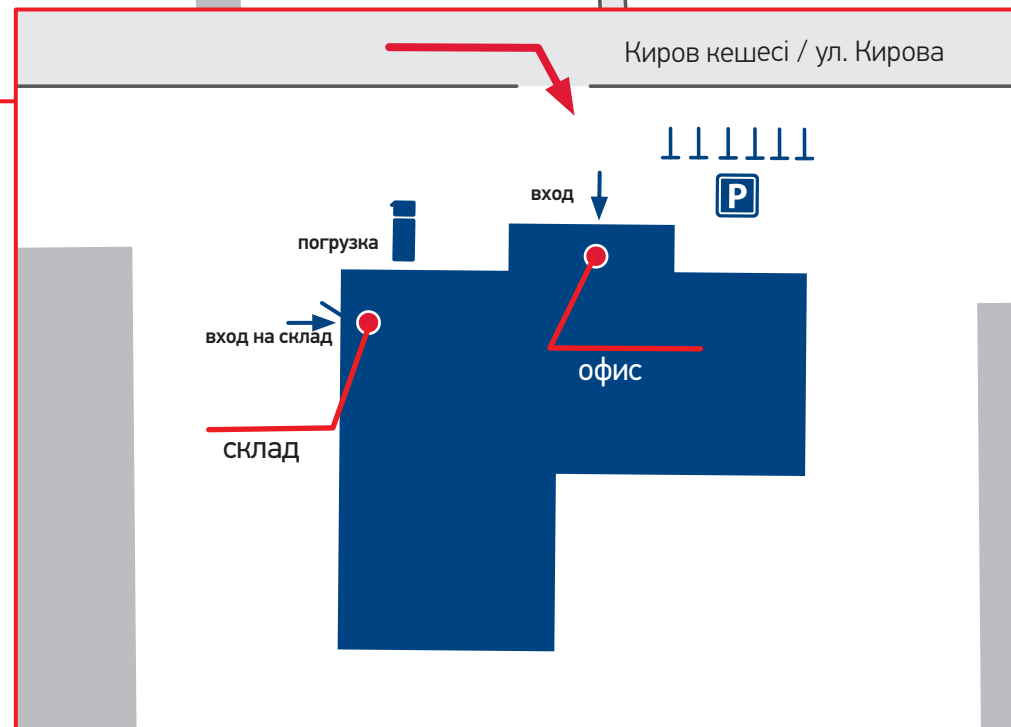 Киров кешесі / ул. Кирова
вход
P
погрузка
вход на склад
офис
склад